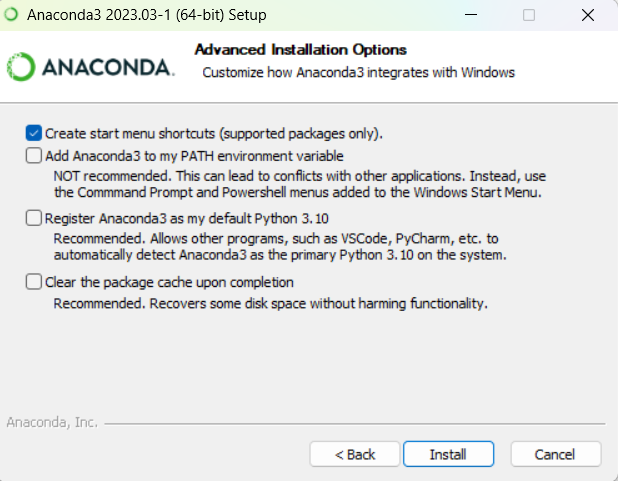 Anaconda3 2023.03-1 (64-bit) Setup
Advanced Installation Options
Customize how Anaconda3 integrates with Windows
ANACONDA.
Create start menu shortcuts (supported packages only).
Add Anaconda3 to my PATH environment variable
NOT recommended. This can lead to conflicts with other applications. Instead, use
the Commmand Prompt and Powershell menus added to the Windows Start Menu.
Register Anaconda3 as my default Python 3.10
Recommended. Allows other programs, such as VSCode, PyCharm, etc. to
automatically detect Anaconda3 as the primary Python 3.10 on the system.
Clear the package cache upon completion
Recommended. Recovers some disk space without harming functionality.
Anaconda, Inc.
< Back
Install
Cancel